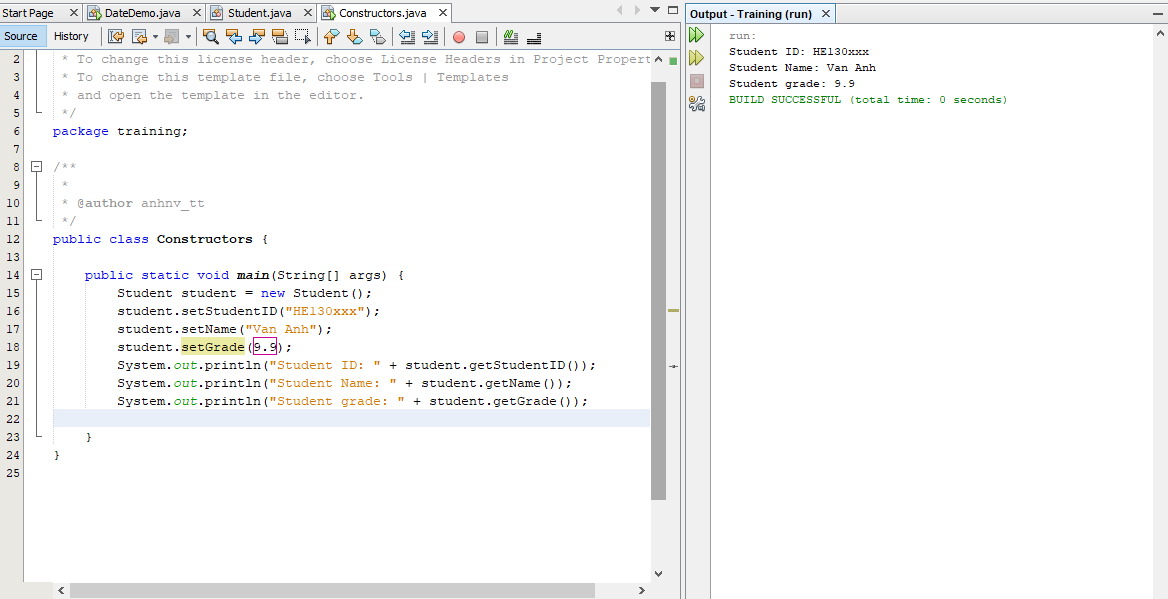 Start Page DateDemo.java Student.java Constructors.java
Source History
2 * To change this license header, choose License Headers in Project Propert
3 * To change this template file, choose Tools | Templates
4 * and open the template in the editor.
5 */
6 package training;
7
8 /**
9 *
10 * @author anhnv_tt
11 */
12 public class Constructors {
13
14 public static void main(String[] args) {
15 Student student = new Student();
16 student.setStudentID("HE130xxx");
17 student.setName("Van Anh");
18 student.setGrade(9.9);
19 System.out.println("Student ID: " + student.getStudentID());
20 System.out.println("Student Name: " + student.getName());
21 System.out.println("Student grade: " + student.getGrade());
22
23 }
24 }
25
Output - Training (run)
run:
Student ID: HE130xxx
Student Name: Van Anh
Student grade: 9.9
BUILD SUCCESSFUL (total time: 0 seconds)